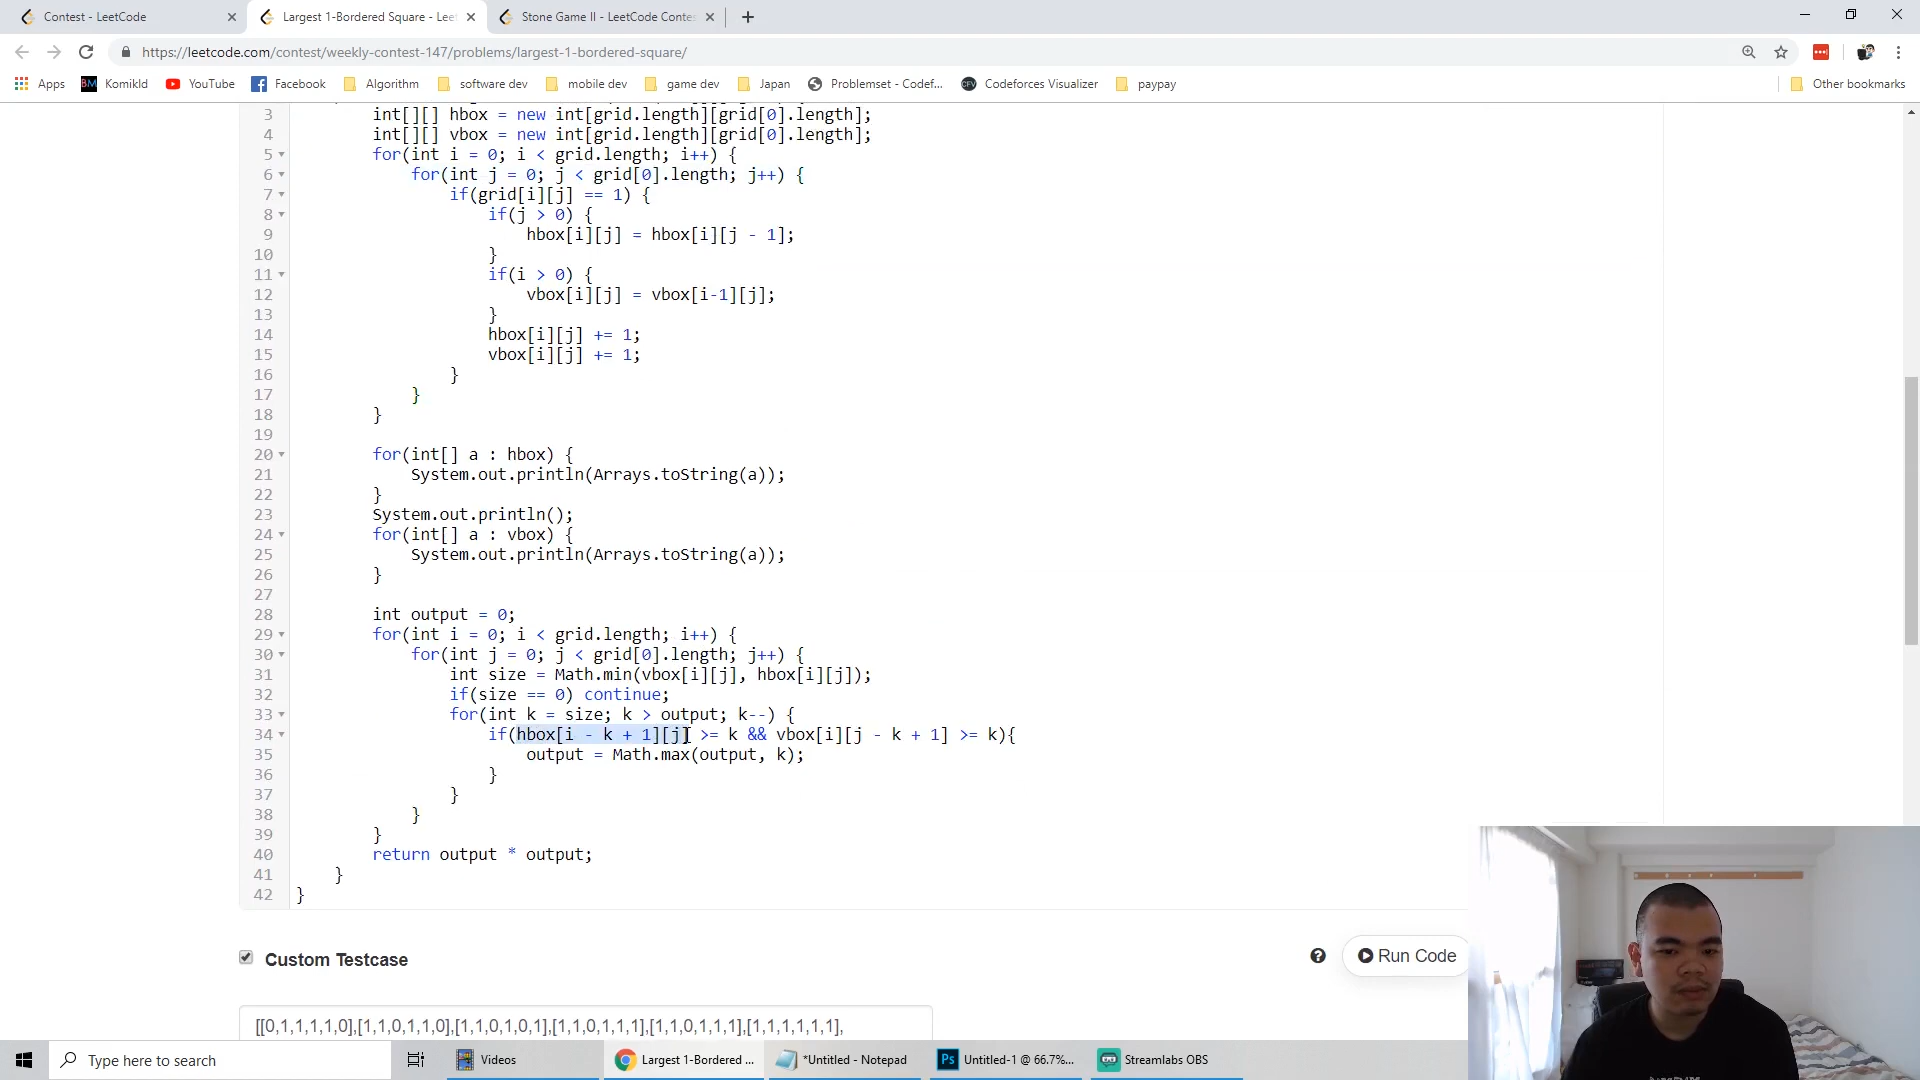 Contest - LeetCode
Largest 1-Bordered Square - Leet
Stone Game II - LeetCode Contes
https://leetcode.com/contest/weekly-contest-147/problems/largest-1-bordered-square/
Apps
BM Komikld
YouTube
Facebook
Algorithm
software dev
mobile dev
game dev
Japan
Problemset - Codef...
CFV Codeforces Visualizer
paypay
Other bookmarks
3 int[][] hbox = new int[grid.length][grid[0].length];
4 int[][] vbox = new int[grid.length][grid[0].length];
5 for(int i = 0; i < grid.length; i++) {
6 for(int j = 0; j < grid[0].length; j++) {
7 if(grid[i][j] == 1) {
8 if(j > 0) {
9 hbox[i][j] = hbox[i][j - 1];
10 }
11 if(i > 0) {
12 vbox[i][j] = vbox[i-1][j];
13 }
14 hbox[i][j] += 1;
15 vbox[i][j] += 1;
16 }
17 }
18 }
19
20 for(int[] a : hbox) {
21 System.out.println(Arrays.toString(a));
22 }
23 System.out.println();
24 for(int[] a : vbox) {
25 System.out.println(Arrays.toString(a));
26 }
27
28 int output = 0;
29 for(int i = 0; i < grid.length; i++) {
30 for(int j = 0; j < grid[0].length; j++) {
31 int size = Math.min(vbox[i][j], hbox[i][j]);
32 if(size == 0) continue;
33 for(int k = size; k > output; k--) {
34 if(hbox[i - k + 1][j] >= k && vbox[i][j - k + 1] >= k){
35 output = Math.max(output, k);
36 }
37 }
38 }
39 }
40 return output * output;
41 }
42 }
Custom Testcase
Run Code
[[0,1,1,1,1,0],[1,1,0,1,1,0],[1,1,0,1,0,1],[1,1,0,1,1,1],[1,1,0,1,1,1],[1,1,1,1,1,1],
Type here to search
Videos
Largest 1-Bordered ...
*Untitled - Notepad
Ps Untitled-1 @ 66.7%...
Streamlabs OBS